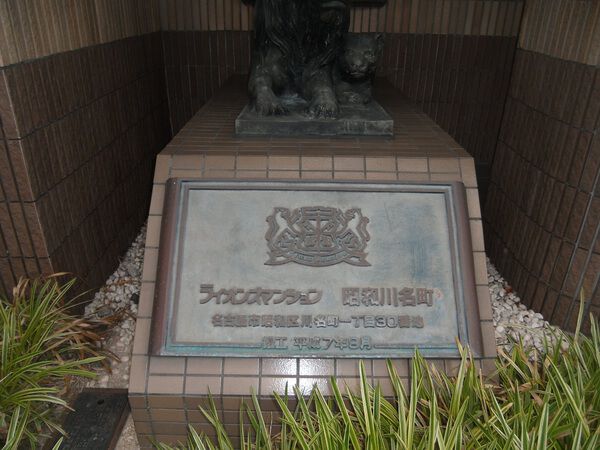 ライオンズマンション 昭和川名町
名古屋市昭和区川名町一丁目30番地
竣工 平成7年8月